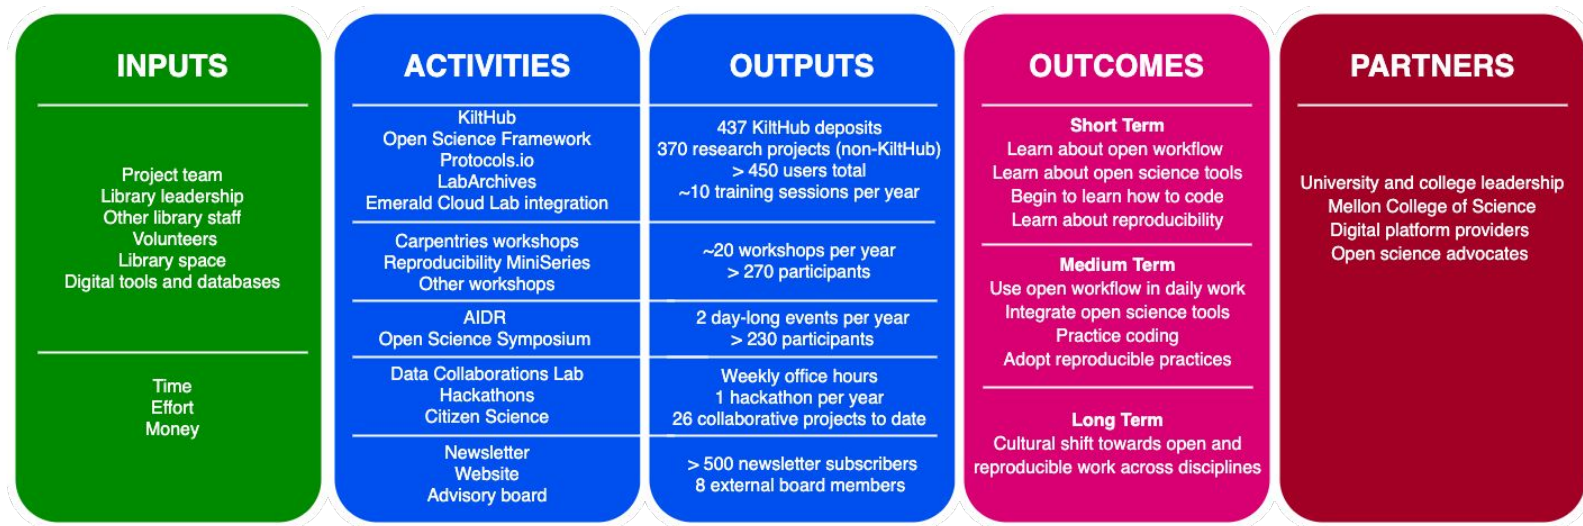 INPUTS
Project team
Library leadership
Other library staff
Volunteers
Library space
Digital tools and databases
Time
Effort
Money
ACTIVITIES
KiltHub
Open Science Framework
Protocols.io
LabArchives
Emerald Cloud Lab integration
Carpentries workshops
Reproducibility MiniSeries
Other workshops
AIDR
Open Science Symposium
Data Collaborations Lab
Hackathons
Citizen Science
Newsletter
Website
Advisory board
OUTPUTS
437 KiltHub deposits
370 research projects (non-KiltHub)
> 450 users total
~10 training sessions per year
~20 workshops per year
> 270 participants
2 day-long events per year
> 230 participants
Weekly office hours
1 hackathon per year
26 collaborative projects to date
> 500 newsletter subscribers
8 external board members
OUTCOMES
Short Term
Learn about open workflow
Learn about open science tools
Begin to learn how to code
Learn about reproducibility
Medium Term
Use open workflow in daily work
Integrate open science tools
Practice coding
Adopt reproducible practices
Long Term
Cultural shift towards open and
reproducible work across disciplines
PARTNERS
University and college leadership
Mellon College of Science
Digital platform providers
Open science advocates